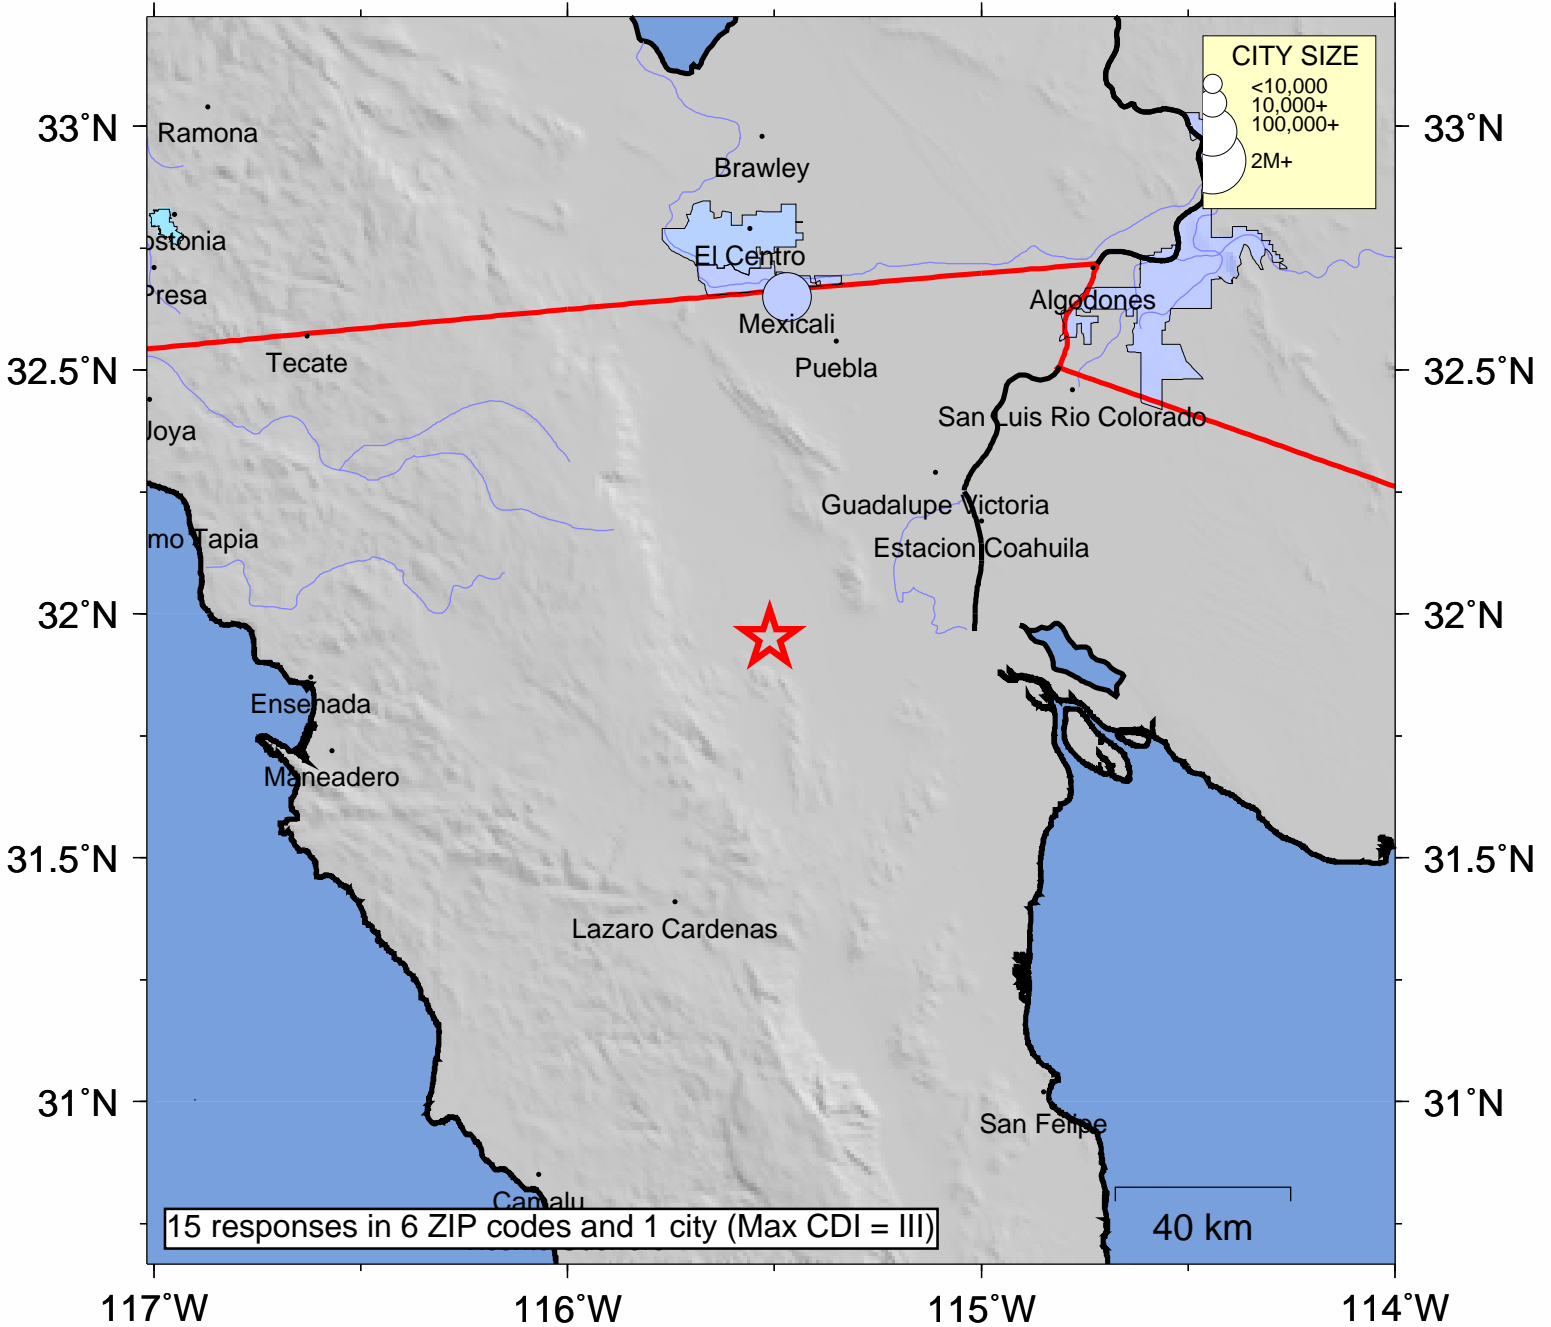 CITY SIZE
<10,000
10,000+
100,000+
2M+
33°N
33°N
Ramona
Brawley
ostonia
El Centro
Presa
Algodones
Mexicali
Tecate
Puebla
32.5°N
32.5°N
San Luis Rio Colorado
Joya
Guadalupe Victoria
mo Tapia
Estacion Coahuila
32°N
32°N
Ensenada
Maneadero
31.5°N
31.5°N
Lazaro Cardenas
31°N
31°N
San Felipe
Camalu
15 responses in 6 ZIP codes and 1 city (Max CDI = III)
40 km
117°W
116°W
115°W
114°W